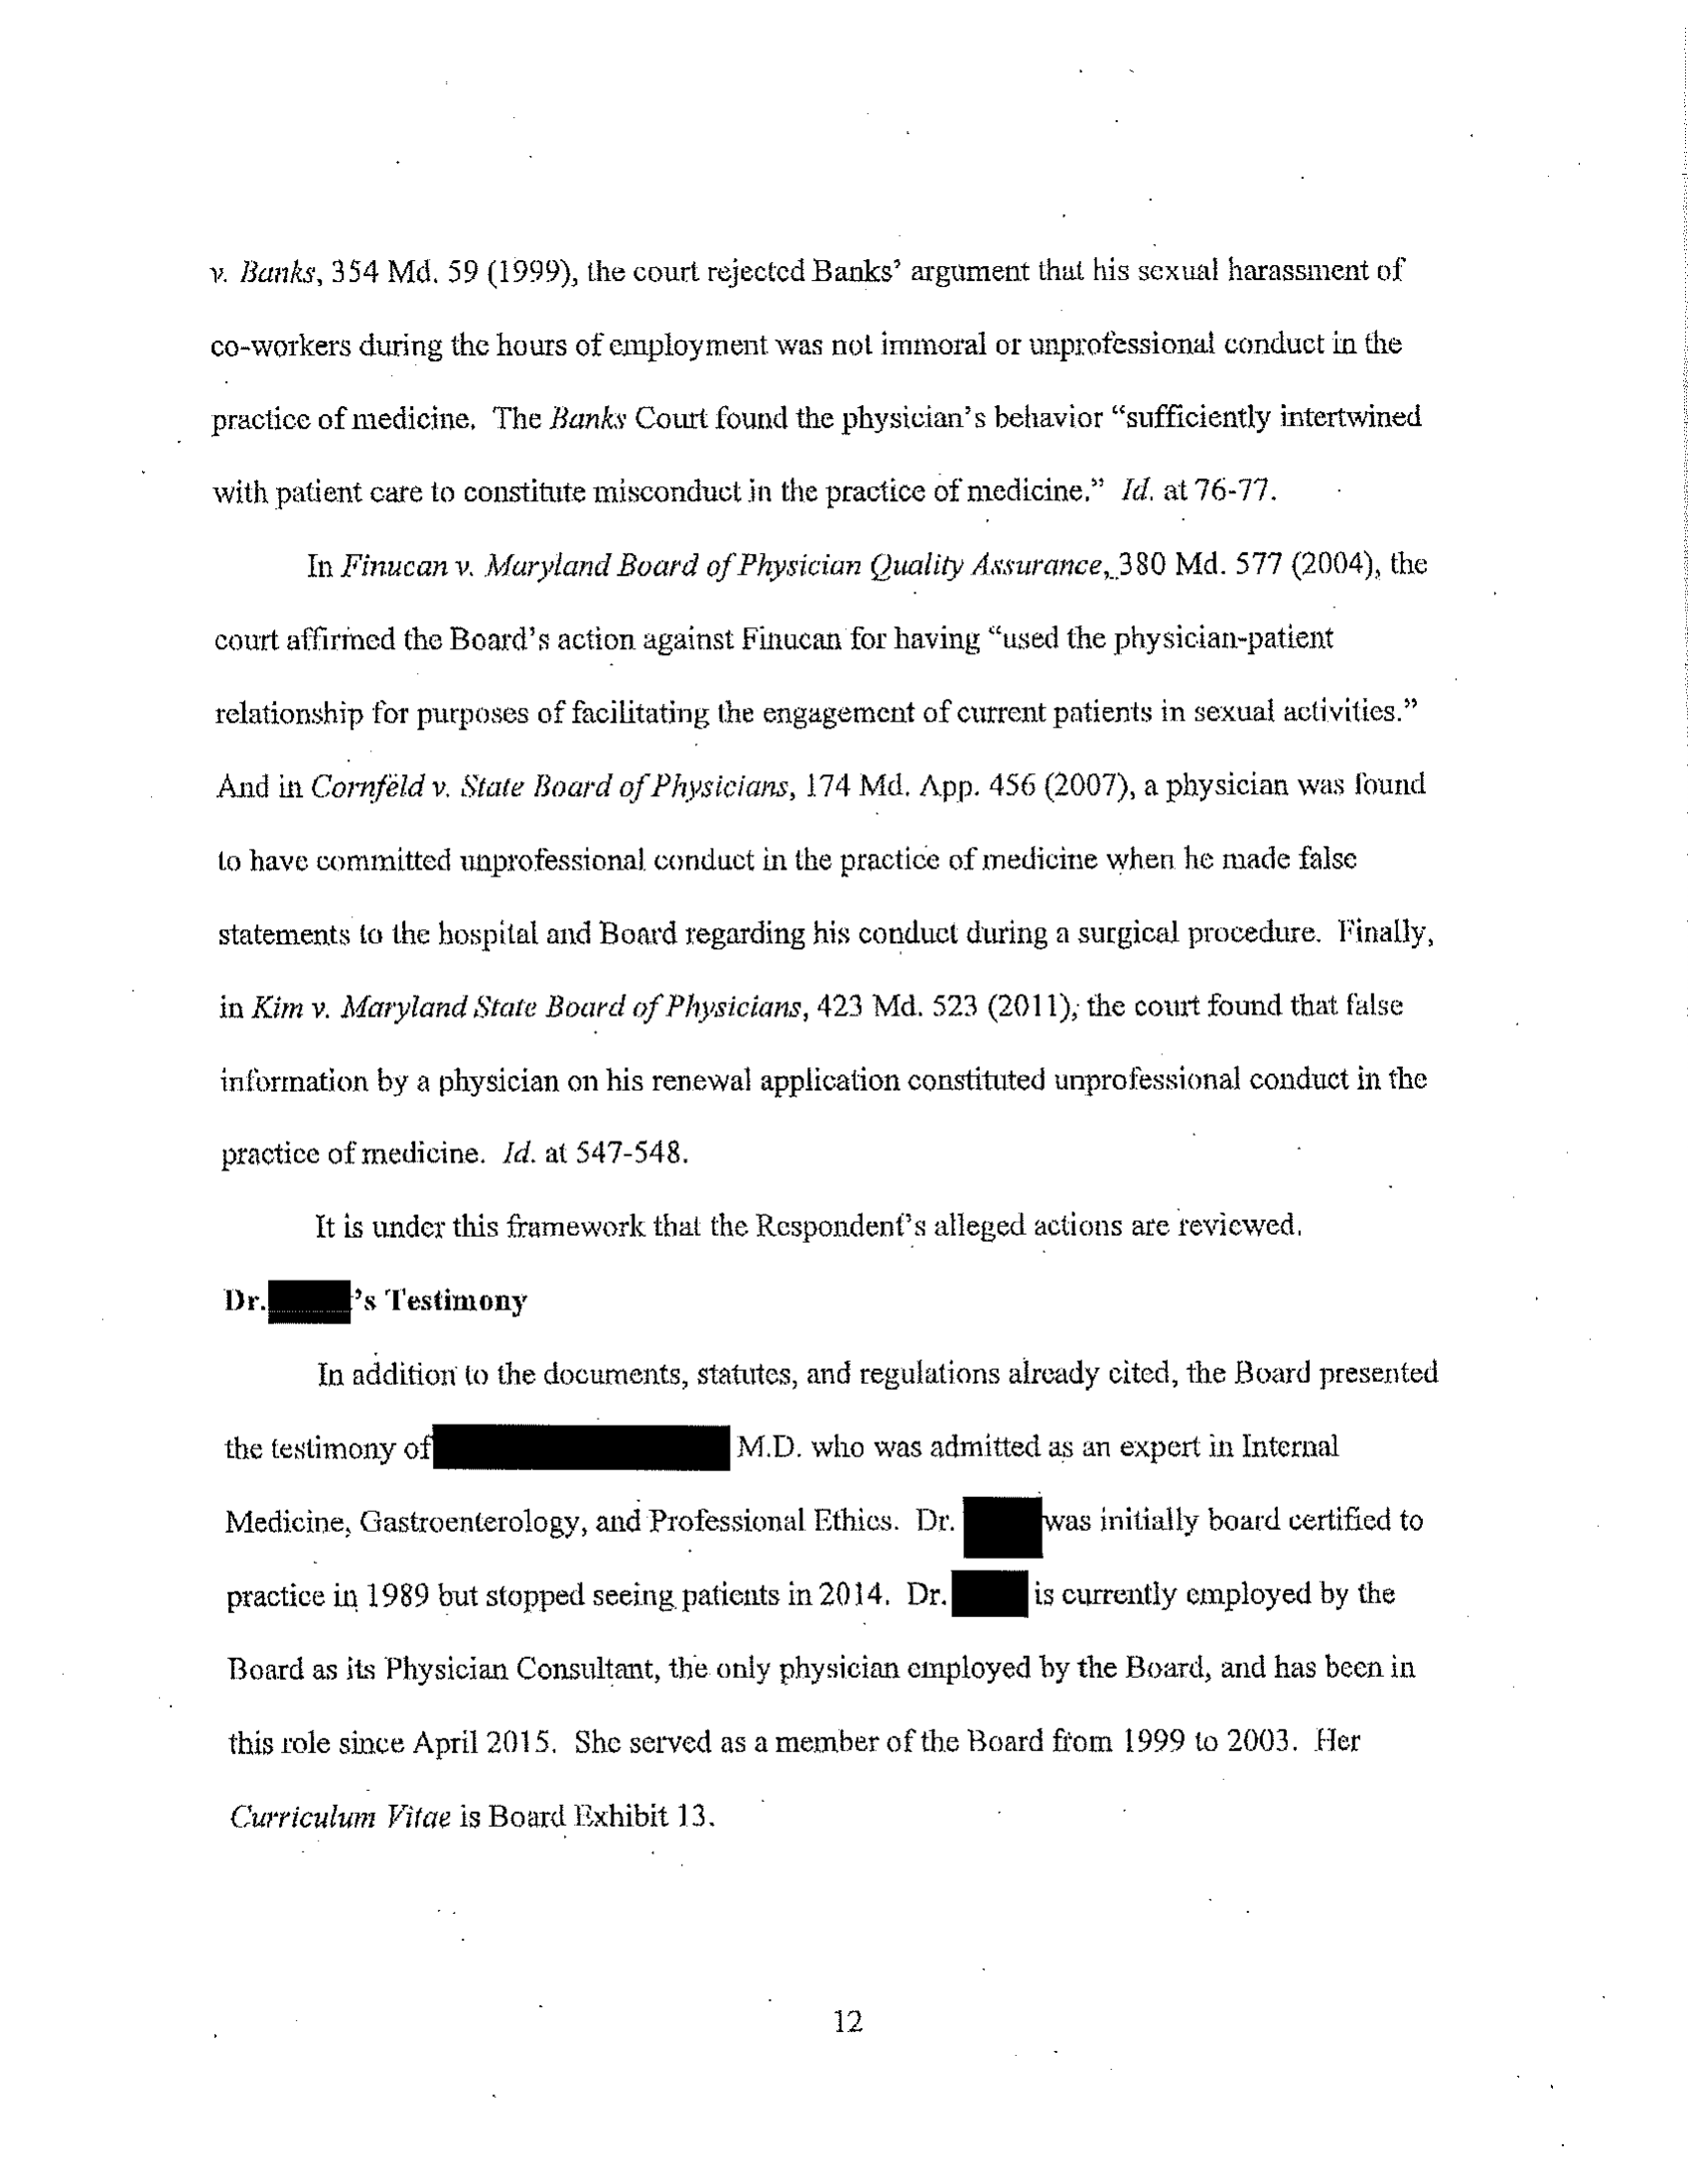 v. Banks, 354 Md. 59 (1999), the court rejected Banks' argument that his sexual harassment of
co-workers during the hours of employment was not immoral or unprofessional conduct in the
practice of medicine. The Banks Court found the physician's behavior "sufficiently intertwined
with patient care to constitute misconduct in the practice of medicine." Id. at 76-77.
In Finucan v. Maryland Board of Physician Quality Assurance, 380 Md. 577 (2004), the
court affirmed the Board's action against Finucan for having "used the physician-patient
relationship for purposes of facilitating the engagement of current patients in sexual activities."
And in Cornfeld v. State Board of Physicians, 174 Md. App. 456 (2007), a physician was found
to have committed unprofessional conduct in the practice of medicine when he made false
statements to the hospital and Board regarding his conduct during a surgical procedure. Finally,
in Kim v. Maryland State Board of Physicians, 423 Md. 523 (2011), the court found that false
information by a physician on his renewal application constituted unprofessional conduct in the
practice of medicine. Id. at 547-548.
It is under this framework that the Respondent's alleged actions are reviewed.
Dr. 's Testimony
In addition to the documents, statutes, and regulations already cited, the Board presented
the testimony of M.D. who was admitted as an expert in Internal
Medicine, Gastroenterology, and Professional Ethics. Dr. was initially board certified to
practice in 1989 but stopped seeing patients in 2014. Dr. is currently employed by the
Board as its Physician Consultant, the only physician employed by the Board, and has been in
this role since April 2015. She served as a member of the Board from 1999 to 2003. Her
Curriculum Vitae is Board Exhibit 13.
12